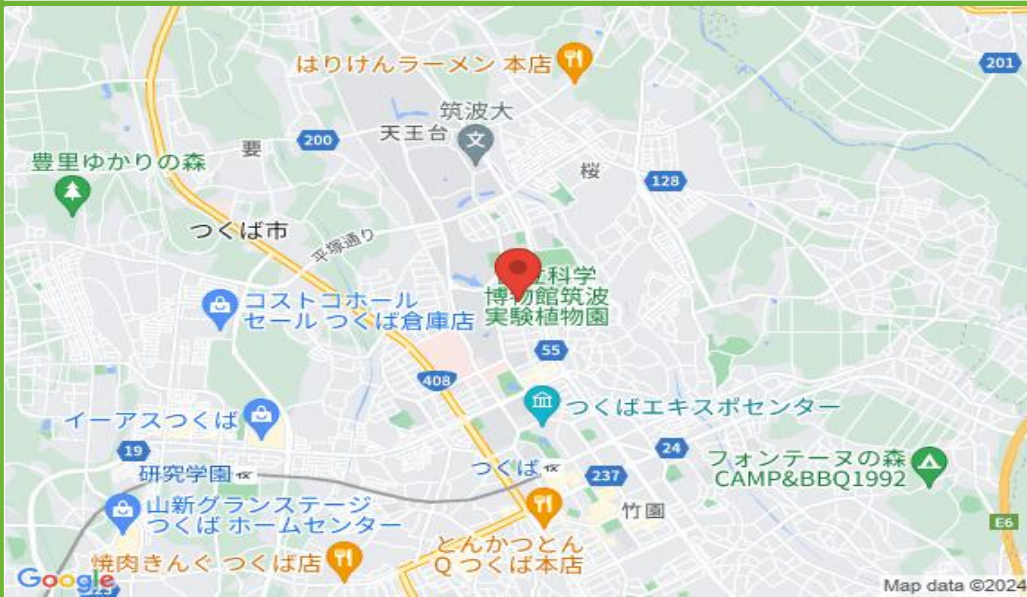 はりけんラーメン 本店
201
筑波大
天王台
文
200
要
豊里ゆかりの森
桜
128
つくば市
平塚通り
立科学
博物館筑波
実験植物園
コストコホール
セール つくば倉庫店
55
408
つくばエキスポセンター
イーアスつくば
19
24
研究学園
つくば
237
フォンテーヌの森
CAMP&BBQ1992
山新グランステージ
つくば ホームセンター
竹園
E6
とんかつとん
Q つくば本店
焼肉きんぐ つくば店
Google
Map data ©2024